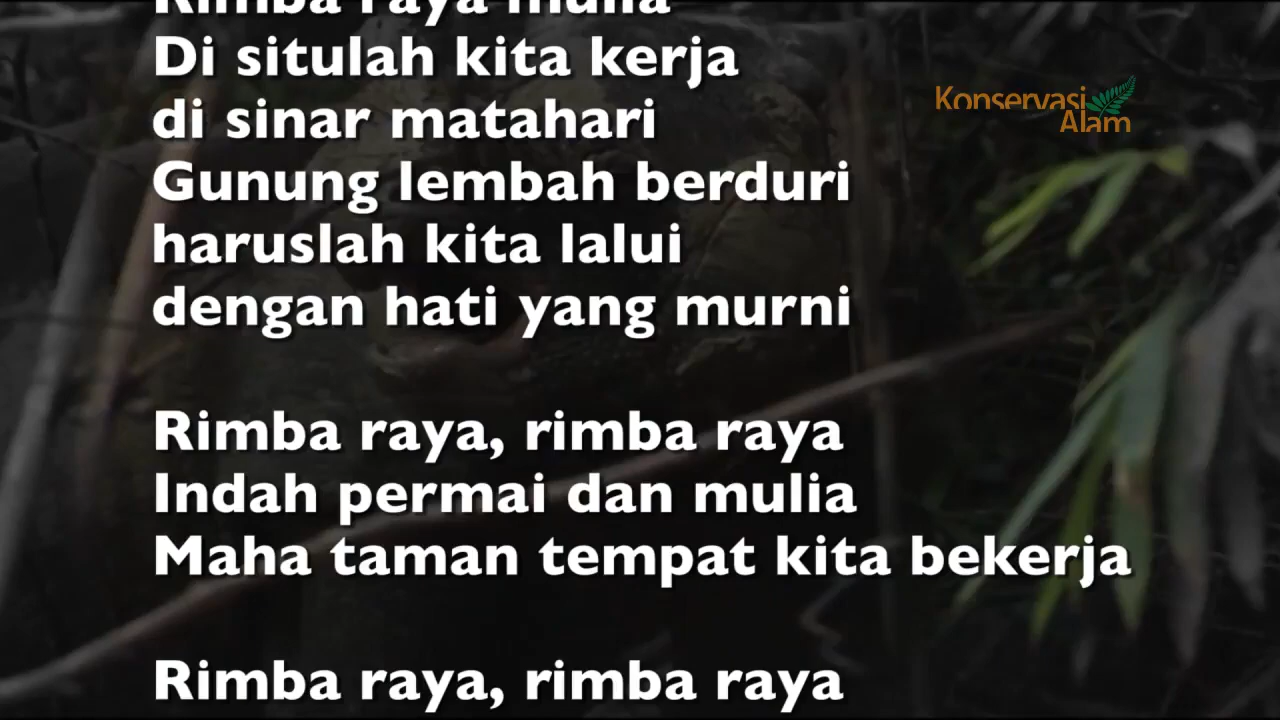 Rimba raya mulia
Di situlah kita kerja
di sinar matahari
Gunung lembah berduri
haruslah kita lalui
dengan hati yang murni
Rimba raya, rimba raya
Indah permai dan mulia
Maha taman tempat kita bekerja
Rimba raya, rimba raya
Konservasi
Alam